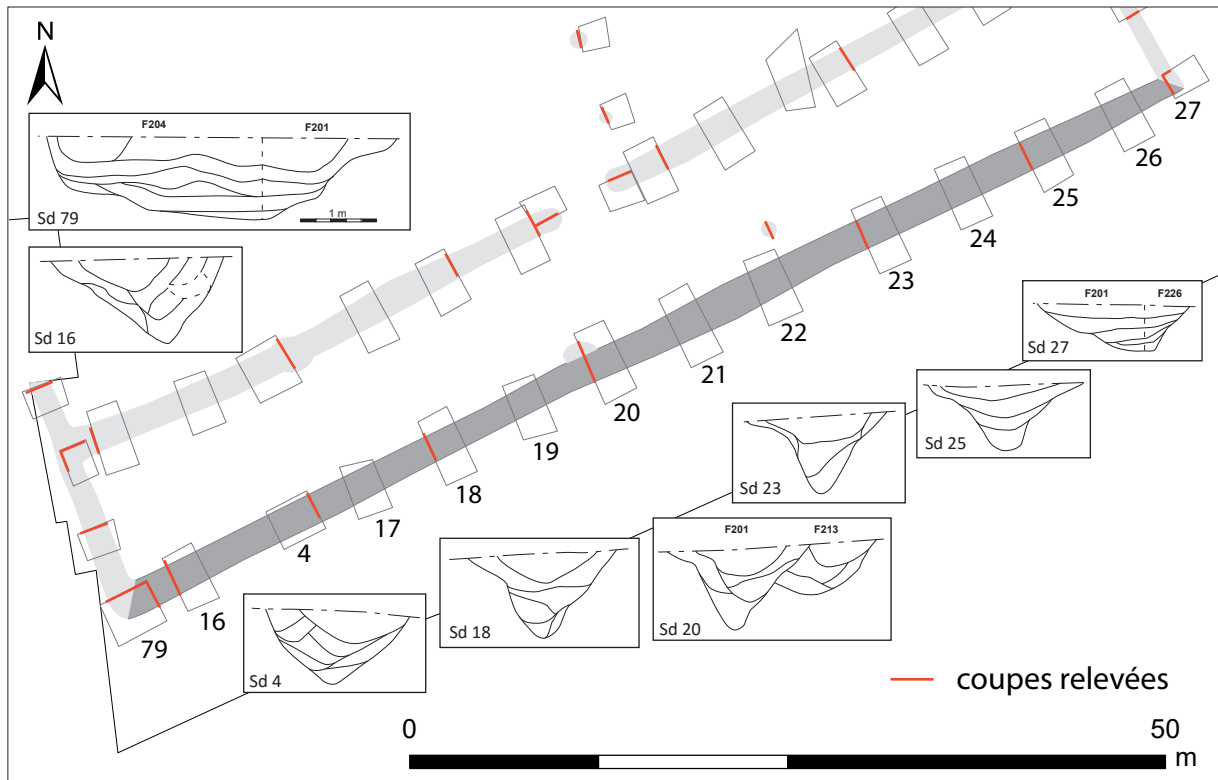 N
F204 F201
Sd 79
1 m
Sd 16
27
26
25
24
23
22
21
20
19
18
17
4
16
79
F201 F226
Sd 27
Sd 25
Sd 23
F201 F213
Sd 20
Sd 18
Sd 4
coupes relevées
0 50
m